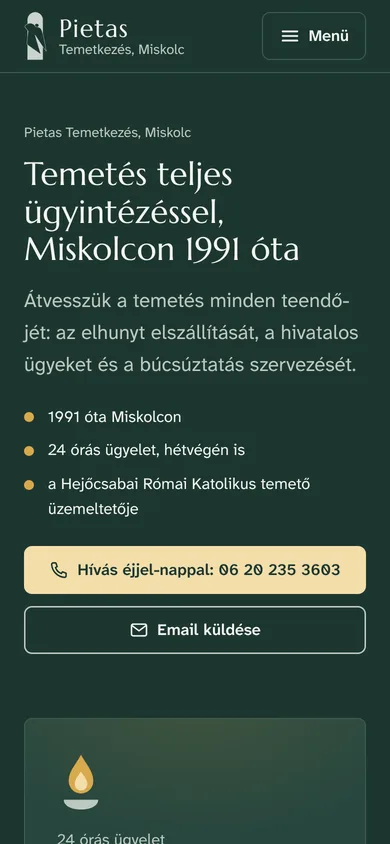 Pietas
Temetkezés, Miskolc
Menü
Pietas Temetkezés, Miskolc
Temetés teljes
ügyintézéssel,
Miskolcon 1991 óta
Átvesszük a temetés minden teendő-
jét: az elhunyt elszállítását, a hivatalos
ügyeket és a búcsúztatás szervezését.
1991 óta Miskolcon
24 órás ügyelet, hétvégén is
a Hejőcsabai Római Katolikus temető
üzemeltetője
Hívás éjjel-nappal: 06 20 235 3603
Email küldése
24 órás ügyelet